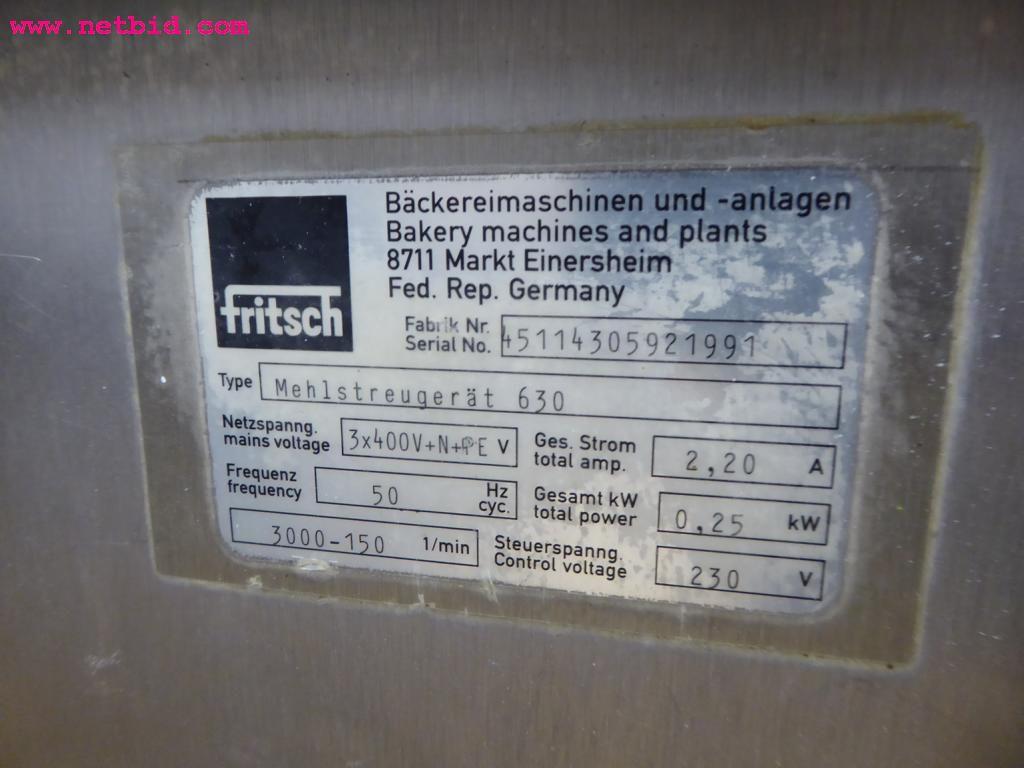 www.netbid.com
fritsch
Bäckereimaschinen und -anlagen
Bakery machines and plants
8711 Markt Einersheim
Fed. Rep. Germany
Fabrik Nr.
Serial No. 45114305921991
Type Mehlstreugerät 630
Netzspanng.
mains voltage 3x400V+N+PE V
Ges. Strom
total amp. 2,20 A
Frequenz
frequency 50 Hz
cyc.
Gesamt kW
total power 0,25 kW
3000-150 1/min
Steuerspanng.
Control voltage 230 V